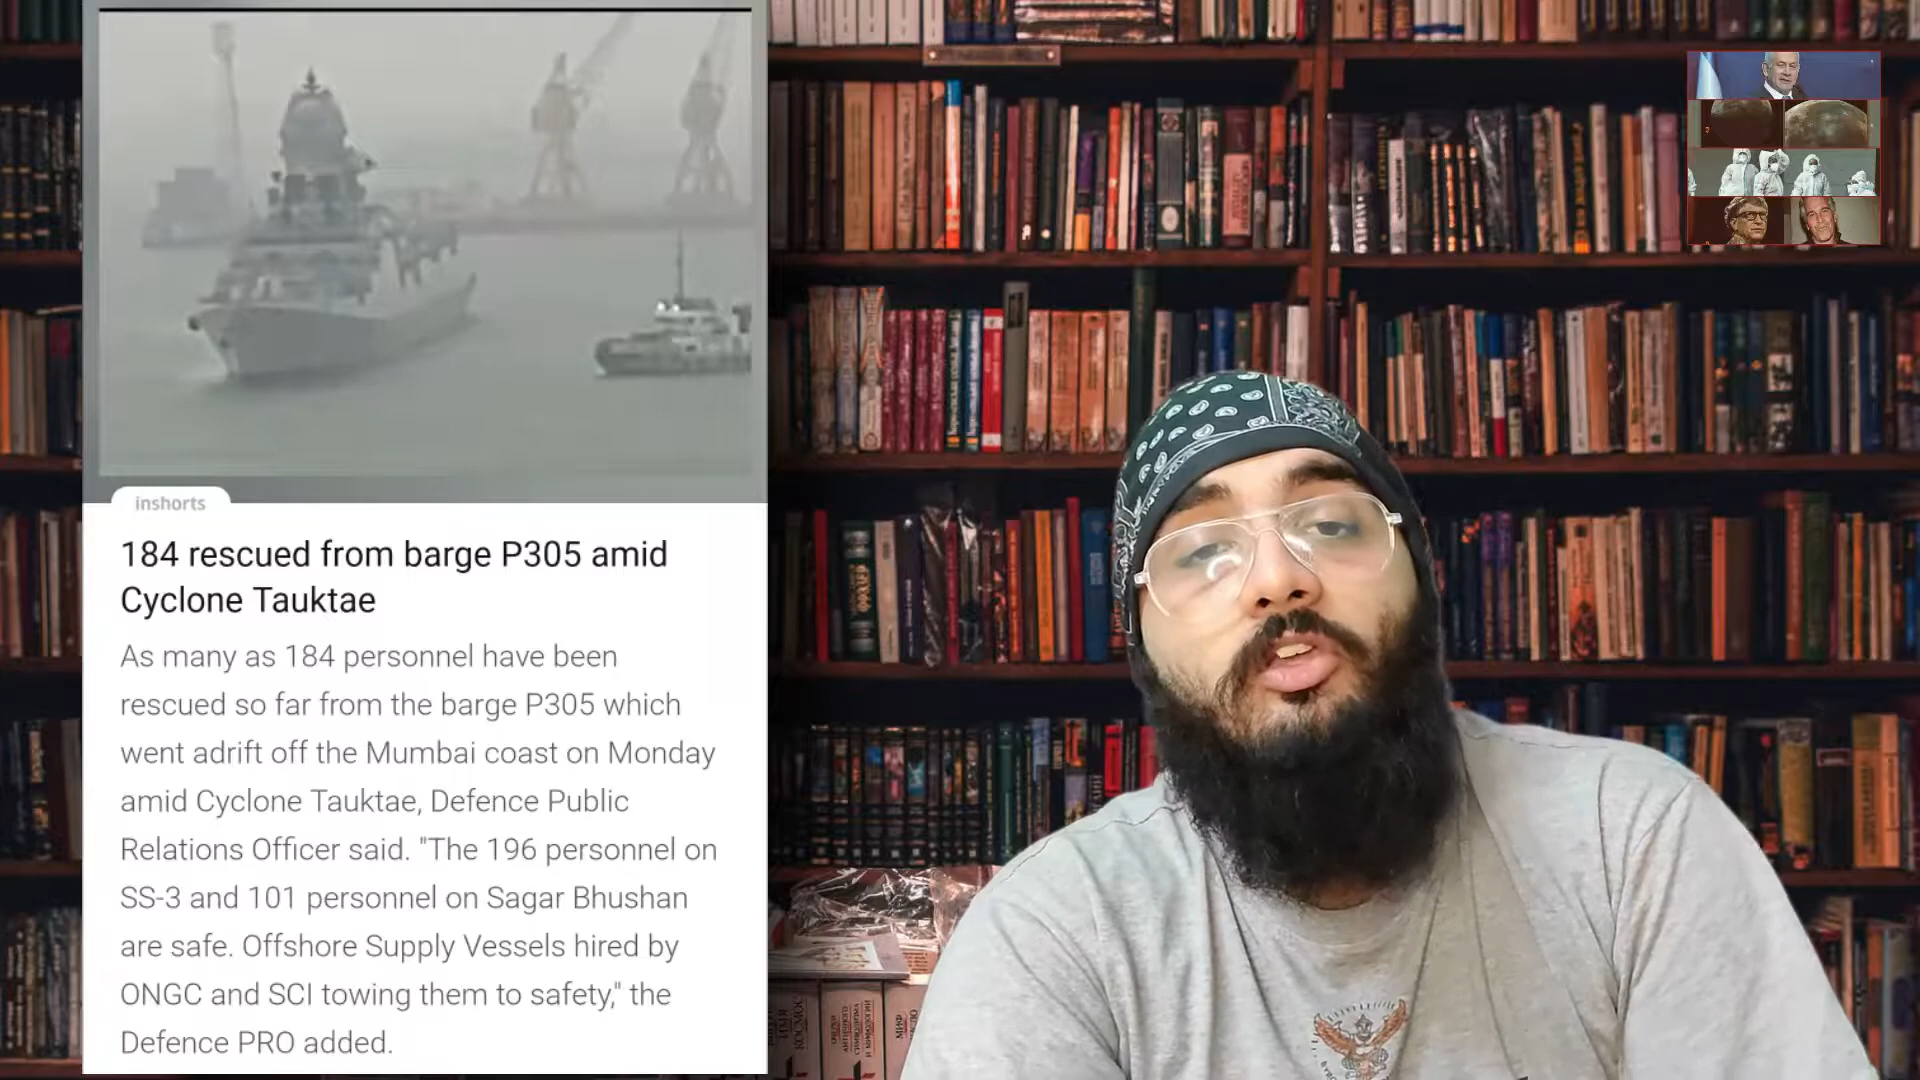 inshorts
184 rescued from barge P305 amid
Cyclone Tauktae
As many as 184 personnel have been
rescued so far from the barge P305 which
went adrift off the Mumbai coast on Monday
amid Cyclone Tauktae, Defence Public
Relations Officer said. "The 196 personnel on
SS-3 and 101 personnel on Sagar Bhushan
are safe. Offshore Supply Vessels hired by
ONGC and SCI towing them to safety," the
Defence PRO added.